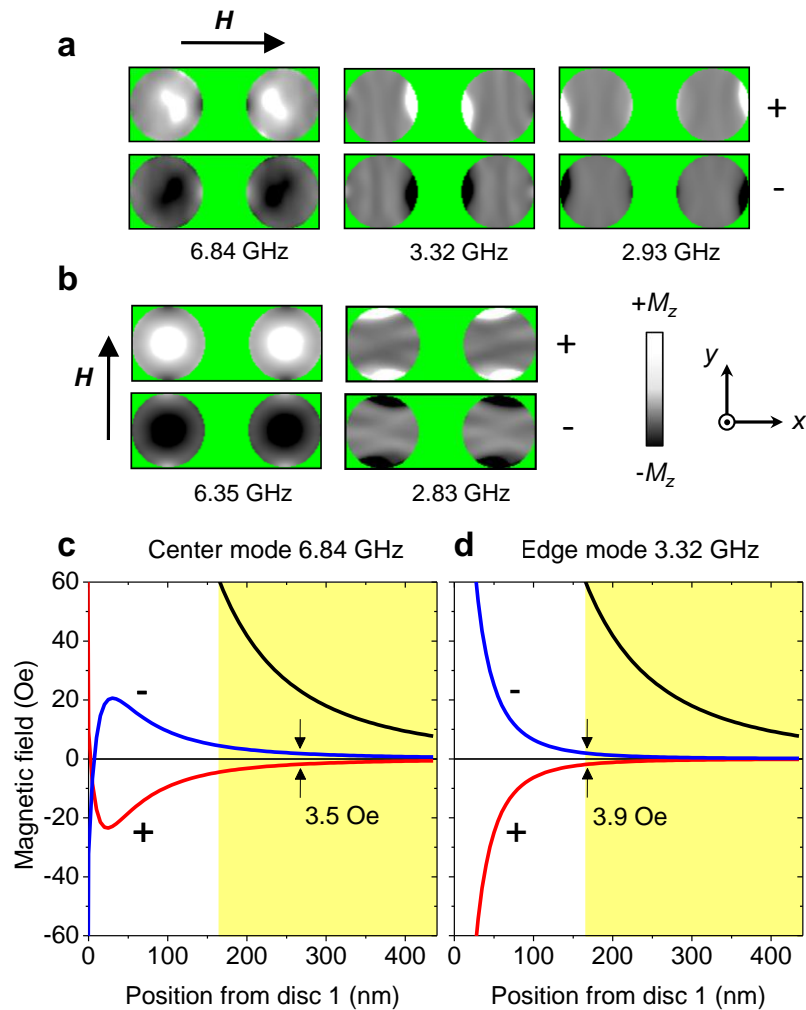 H
a
+
-
6.84 GHz 3.32 GHz 2.93 GHz
b
H
+
-
6.35 GHz 2.83 GHz
+Mz
-Mz
y
x
c Center mode 6.84 GHz
d Edge mode 3.32 GHz
Magnetic field (Oe)
60
40
20
0
-20
-40
-60
-
+
3.5 Oe
-
+
3.9 Oe
0 100 200 300 400
0 100 200 300 400
Position from disc 1 (nm)
Position from disc 1 (nm)